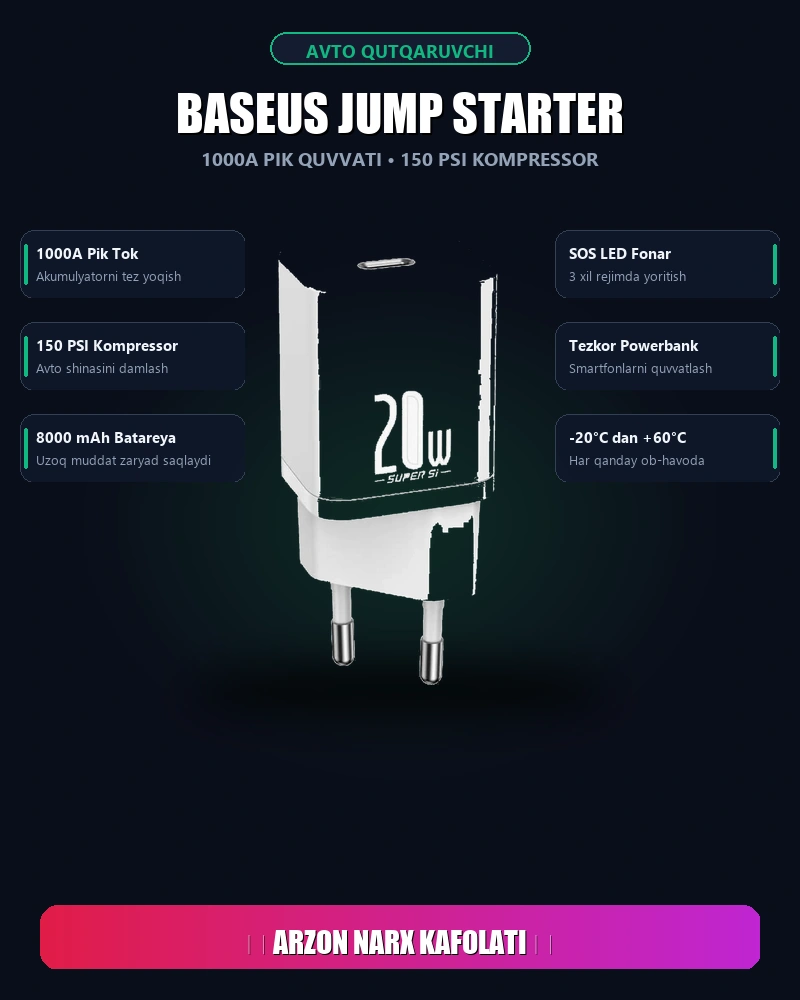 AVTO QUTQARUVCHI
BASEUS JUMP STARTER
1000A PIK QUVVATI • 150 PSI KOMPRESSOR
1000A Pik Tok
Akumulyatorni tez yoqish
150 PSI Kompressor
Avto shinasini damlash
8000 mAh Batareya
Uzoq muddat zaryad saqlaydi
SOS LED Fonar
3 xil rejimda yoritish
Tezkor Powerbank
Smartfonlarni quvvatlash
-20°C dan +60°C
Har qanday ob-havoda
20W
SUPER Si
ARZON NARX KAFOLATI